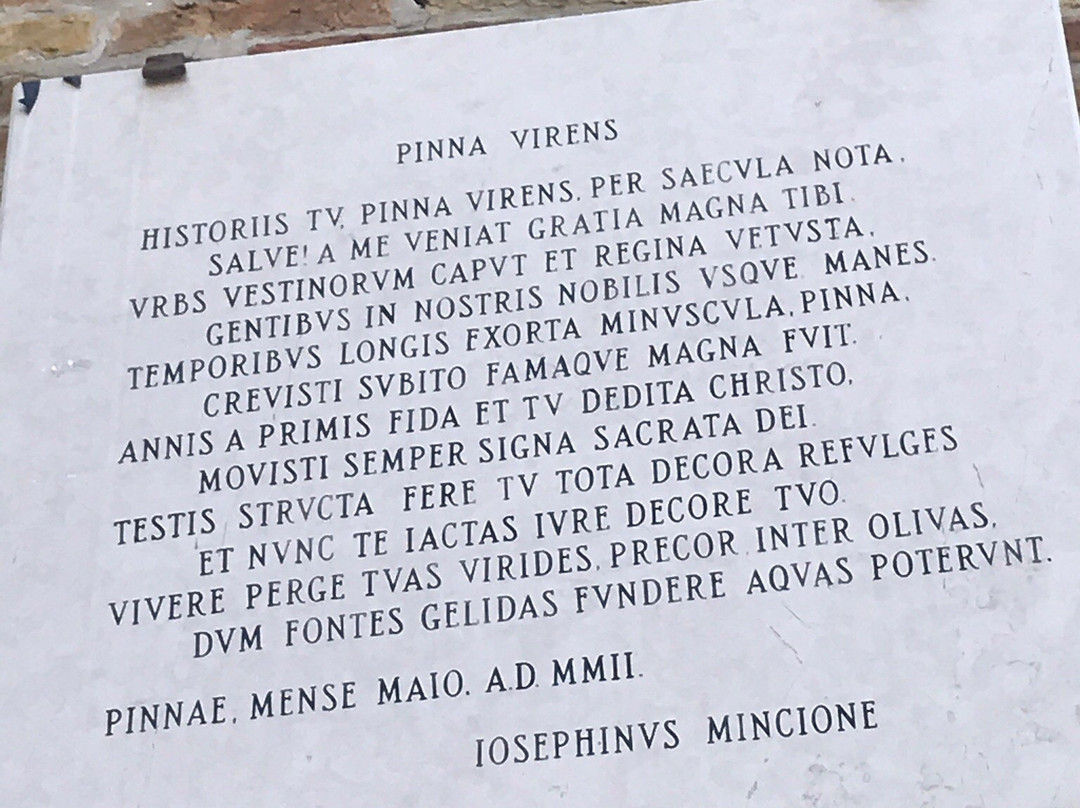 PINNA VIRENS
HISTORIIS TV, PINNA VIRENS, PER SAECVLA NOTA,
SALVE! A ME VENIAT GRATIA MAGNA TIBI.
VRBS VESTINORVM CAPVT ET REGINA VETVSTA,
GENTIBVS IN NOSTRIS NOBILIS VSQVE MANES.
TEMPORIBVS LONGIS EXORTA MINVSCVLA, PINNA,
CREVISTI SVBITO FAMAQVE MAGNA FVIT.
ANNIS A PRIMIS FIDA ET TV DEDITA CHRISTO,
MOVISTI SEMPER SIGNA SACRATA DEI.
TESTIS STRVCTA FERE TV TOTA DECORA REFVLGES
ET NVNC TE IACTAS IVRE DECORE TVO.
VIVERE PERGE TVAS VIRIDES, PRECOR, INTER OLIVAS,
DVM FONTES GELIDAS FVNDERE AQVAS POTERVNT.
PINNAE, MENSE MAIO. A.D. MMII.
IOSEPHINVS MINCIONE